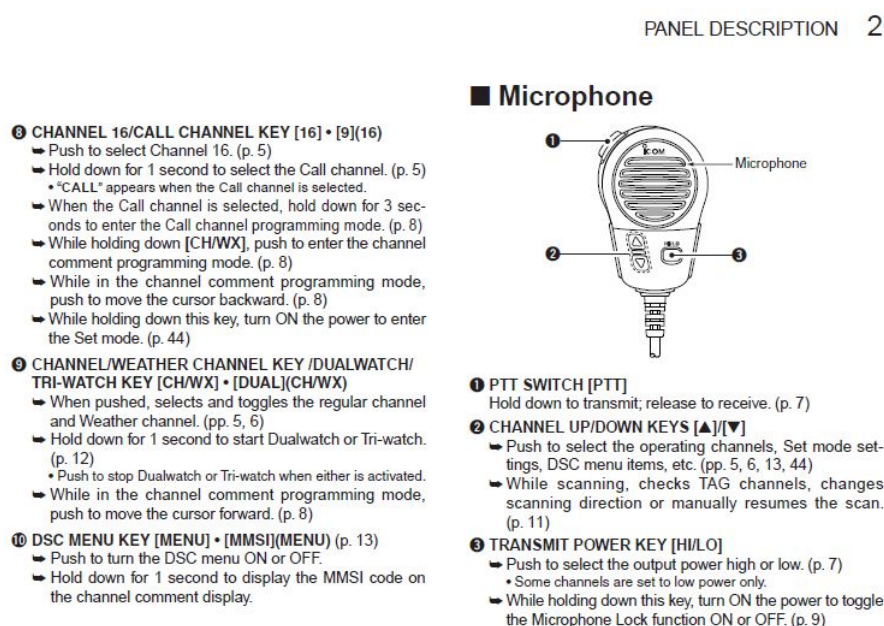 PANEL DESCRIPTION 2
❽ CHANNEL 16/CALL CHANNEL KEY [16] • [9](16)
➥ Push to select Channel 16. (p. 5)
➥ Hold down for 1 second to select the Call channel. (p. 5)
• “CALL” appears when the Call channel is selected.
➥ When the Call channel is selected, hold down for 3 sec-
onds to enter the Call channel programming mode. (p. 8)
➥ While holding down [CH/WX], push to enter the channel
comment programming mode. (p. 8)
➥ While in the channel comment programming mode,
push to move the cursor backward. (p. 8)
➥ While holding down this key, turn ON the power to enter
the Set mode. (p. 44)
❾ CHANNEL/WEATHER CHANNEL KEY /DUALWATCH/
TRI-WATCH KEY [CH/WX] • [DUAL](CH/WX)
➥ When pushed, selects and toggles the regular channel
and Weather channel. (pp. 5, 6)
➥ Hold down for 1 second to start Dualwatch or Tri-watch.
(p. 12)
• Push to stop Dualwatch or Tri-watch when either is activated.
➥ While in the channel comment programming mode,
push to move the cursor forward. (p. 8)
❿ DSC MENU KEY [MENU] • [MMSI](MENU) (p. 13)
➥ Push to turn the DSC menu ON or OFF.
➥ Hold down for 1 second to display the MMSI code on
the channel comment display.
■ Microphone
❶
ICOM
Microphone
❷
HI/LO
❸
❶ PTT SWITCH [PTT]
Hold down to transmit; release to receive. (p. 7)
❷ CHANNEL UP/DOWN KEYS [▲]/[▼]
➥ Push to select the operating channels, Set mode set-
tings, DSC menu items, etc. (pp. 5, 6, 13, 44)
➥ While scanning, checks TAG channels, changes
scanning direction or manually resumes the scan.
(p. 11)
❸ TRANSMIT POWER KEY [HI/LO]
➥ Push to select the output power high or low. (p. 7)
• Some channels are set to low power only.
➥ While holding down this key, turn ON the power to toggle
the Microphone Lock function ON or OFF. (p. 9)